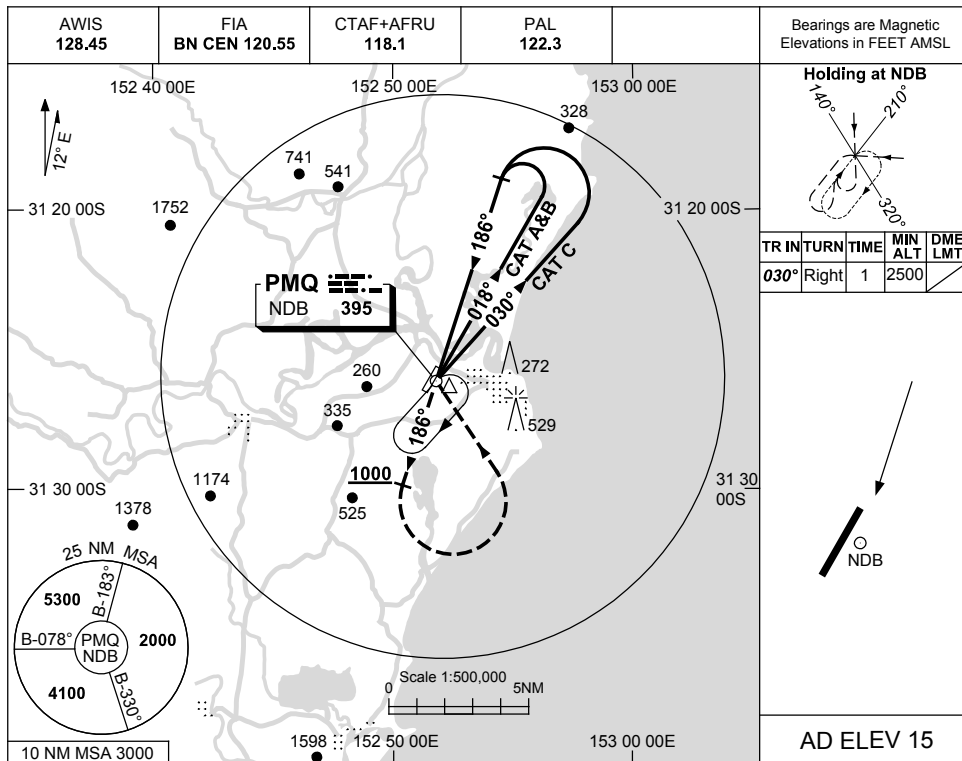 AWIS
128.45
FIA
BN CEN 120.55
CTAF+AFRU
118.1
PAL
122.3
Bearings are Magnetic
Elevations in FEET AMSL
152 40 00E
152 50 00E
153 00 00E
12° E
328
741
541
1752
31 20 00S
31 20 00S
186°
018° CAT A&B
030° CAT C
PMQ
NDB 395
272
260
335
529
186°
1000
31 30 00S
31 30
00S
1174
525
1378
25 NM MSA
5300
B-183°
B-078°
PMQ
NDB
2000
4100
B-330°
Scale 1:500,000
0
5NM
10 NM MSA 3000
1598
152 50 00E
153 00 00E
Holding at NDB
140°
210°
320°
TR IN TURN TIME MIN ALT DME LMT
030° Right 1 2500
NDB
AD ELEV 15